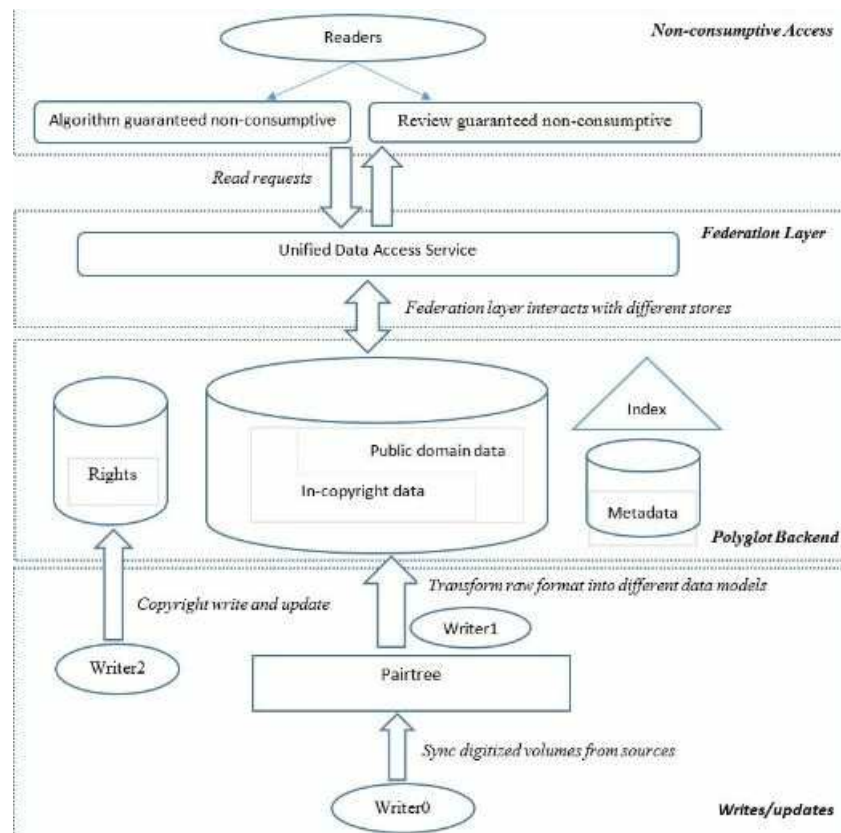 Readers
Non-consumptive Access
Algorithm guaranteed non-consumptive
Review guaranteed non-consumptive
Read requests
Federation Layer
Unified Data Access Service
Federation layer interacts with different stores
Index
Public domain data
Rights
In-copyright data
Metadata
Polyglot Backend
Transform raw format into different data models
Copyright write and update
Writer1
Writer2
Pairtree
Sync digitized volumes from sources
Writer0
Writes/updates